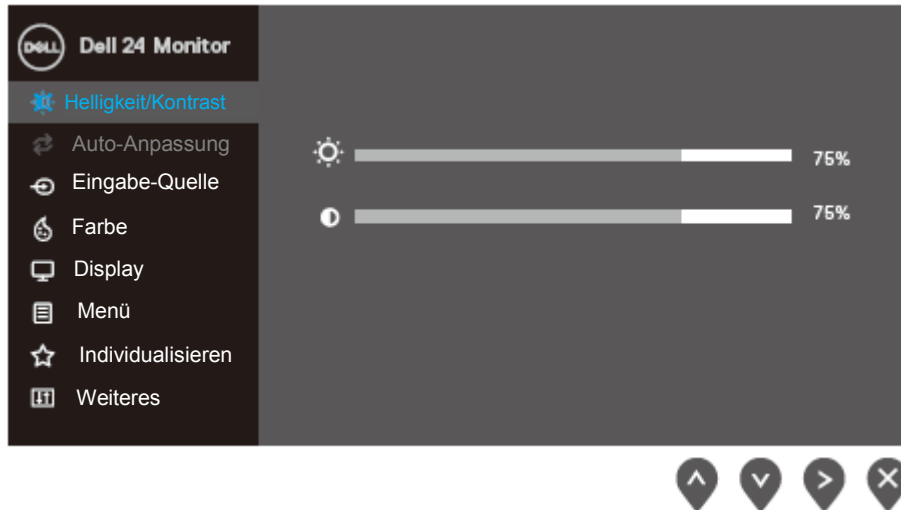 DELL Dell 24 Monitor
Helligkeit/Kontrast
Auto-Anpassung
Eingabe-Quelle
Farbe
Display
Menü
Individualisieren
Weiteres
75%
75%